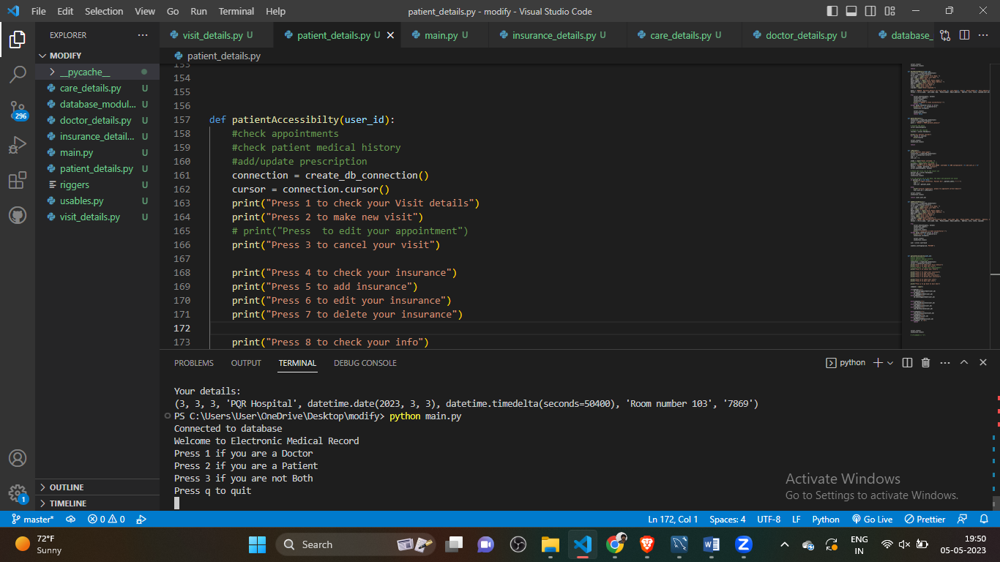 File Edit Selection View Go Run Terminal Help
patient_details.py - modify - Visual Studio Code
EXPLORER
MODIFY
__pycache__
care_details.py U
database_modul... U
doctor_details.py U
insurance_detail... U
main.py U
patient_details.py U
riggers U
usables.py U
visit_details.py U
OUTLINE
TIMELINE
296
1
visit_details.py U patient_details.py U main.py U insurance_details.py U care_details.py U doctor_details.py U database_
patient_details.py
153
154
155
156
157 def patientAccessibilty(user_id):
158 #check appointments
159 #check patient medical history
160 #add/update prescription
161 connection = create_db_connection()
162 cursor = connection.cursor()
163 print("Press 1 to check your Visit details")
164 print("Press 2 to make new visit")
165 # print("Press  to edit your appointment")
166 print("Press 3 to cancel your visit")
167
168 print("Press 4 to check your insurance")
169 print("Press 5 to add insurance")
170 print("Press 6 to edit your insurance")
171 print("Press 7 to delete your insurance")
172
173 print("Press 8 to check your info")
PROBLEMS OUTPUT TERMINAL DEBUG CONSOLE
python
Your details:
(3, 3, 3, 'PQR Hospital', datetime.date(2023, 3, 3), datetime.timedelta(seconds=50400), 'Room number 103', '7869')
PS C:\Users\User\OneDrive\Desktop\modify> python main.py
Connected to database
Welcome to Electronic Medical Record
Press 1 if you are a Doctor
Press 2 if you are a Patient
Press 3 if you are not Both
Press q to quit
Activate Windows
Go to Settings to activate Windows.
master* 0 0 Ln 172, Col 1 Spaces: 4 UTF-8 LF Python Go Live Prettier
72°F
Sunny
Search
ENG
IN
19:50
05-05-2023